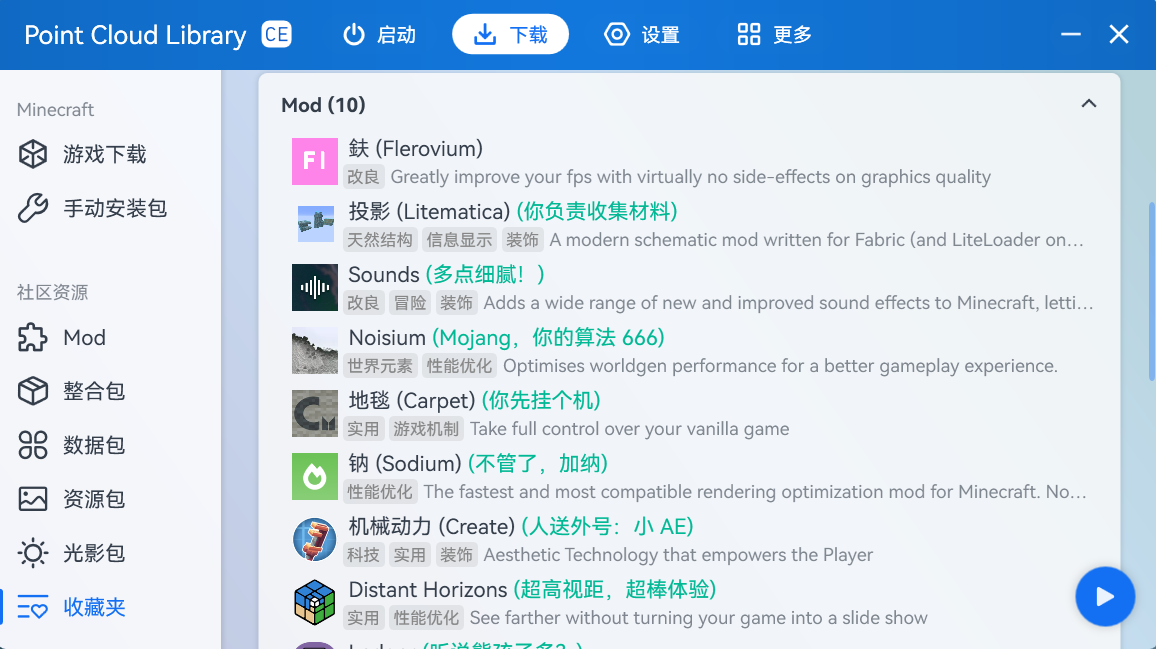 Point Cloud Library CE 启动 下载 设置 更多
Minecraft
游戏下载
手动安装包
社区资源
Mod
整合包
数据包
资源包
光影包
收藏夹
Mod (10)
Fl
鈇 (Flerovium)
改良 Greatly improve your fps with virtually no side-effects on graphics quality
投影 (Litematica) (你负责收集材料)
天然结构 信息显示 装饰 A modern schematic mod written for Fabric (and LiteLoader on…
Sounds (多点细腻！)
改良 冒险 装饰 Adds a wide range of new and improved sound effects to Minecraft, letti…
Noisium (Mojang，你的算法 666)
世界元素 性能优化 Optimises worldgen performance for a better gameplay experience.
地毯 (Carpet) (你先挂个机)
实用 游戏机制 Take full control over your vanilla game
钠 (Sodium) (不管了，加纳)
性能优化 The fastest and most compatible rendering optimization mod for Minecraft. No…
机械动力 (Create) (人送外号：小 AE)
科技 实用 装饰 Aesthetic Technology that empowers the Player
Distant Horizons (超高视距，超棒体验)
实用 性能优化 See farther without turning your game into a slide show